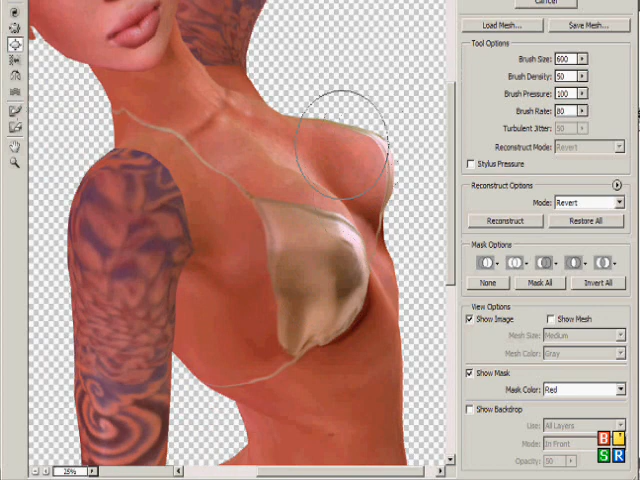 Cancel
Load Mesh...
Save Mesh...
Tool Options
Brush Size: 600
Brush Density: 50
Brush Pressure: 100
Brush Rate: 80
Turbulent Jitter: 50
Reconstruct Mode: Revert
Stylus Pressure
Reconstruct Options
Mode: Revert
Reconstruct
Restore All
Mask Options
None
Mask All
Invert All
View Options
Show Image
Show Mesh
Mesh Size: Medium
Mesh Color: Gray
Show Mask
Mask Color: Red
Show Backdrop
Use: All Layers
Mode: In Front
Opacity: 50
B '
S R
25%